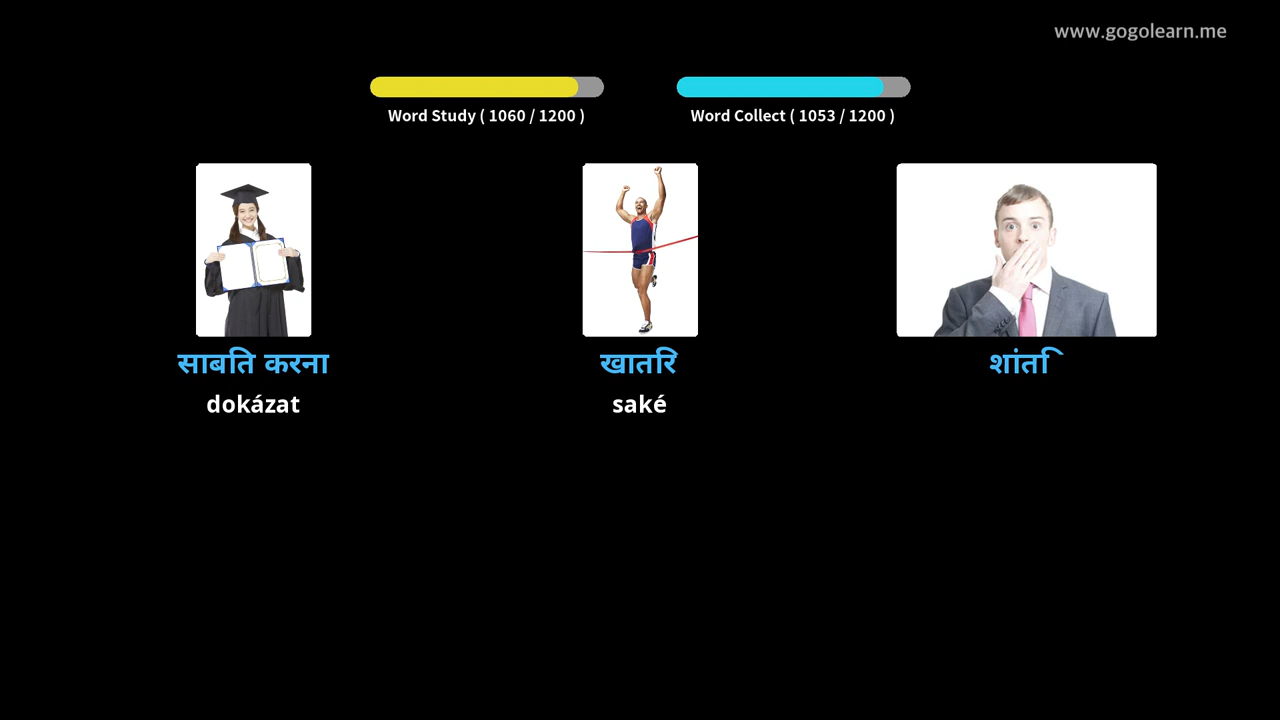 www.gogolearn.me
Word Study ( 1060 / 1200 )
Word Collect ( 1053 / 1200 )
साबित करना
खातिर
शांति
dokázat
saké